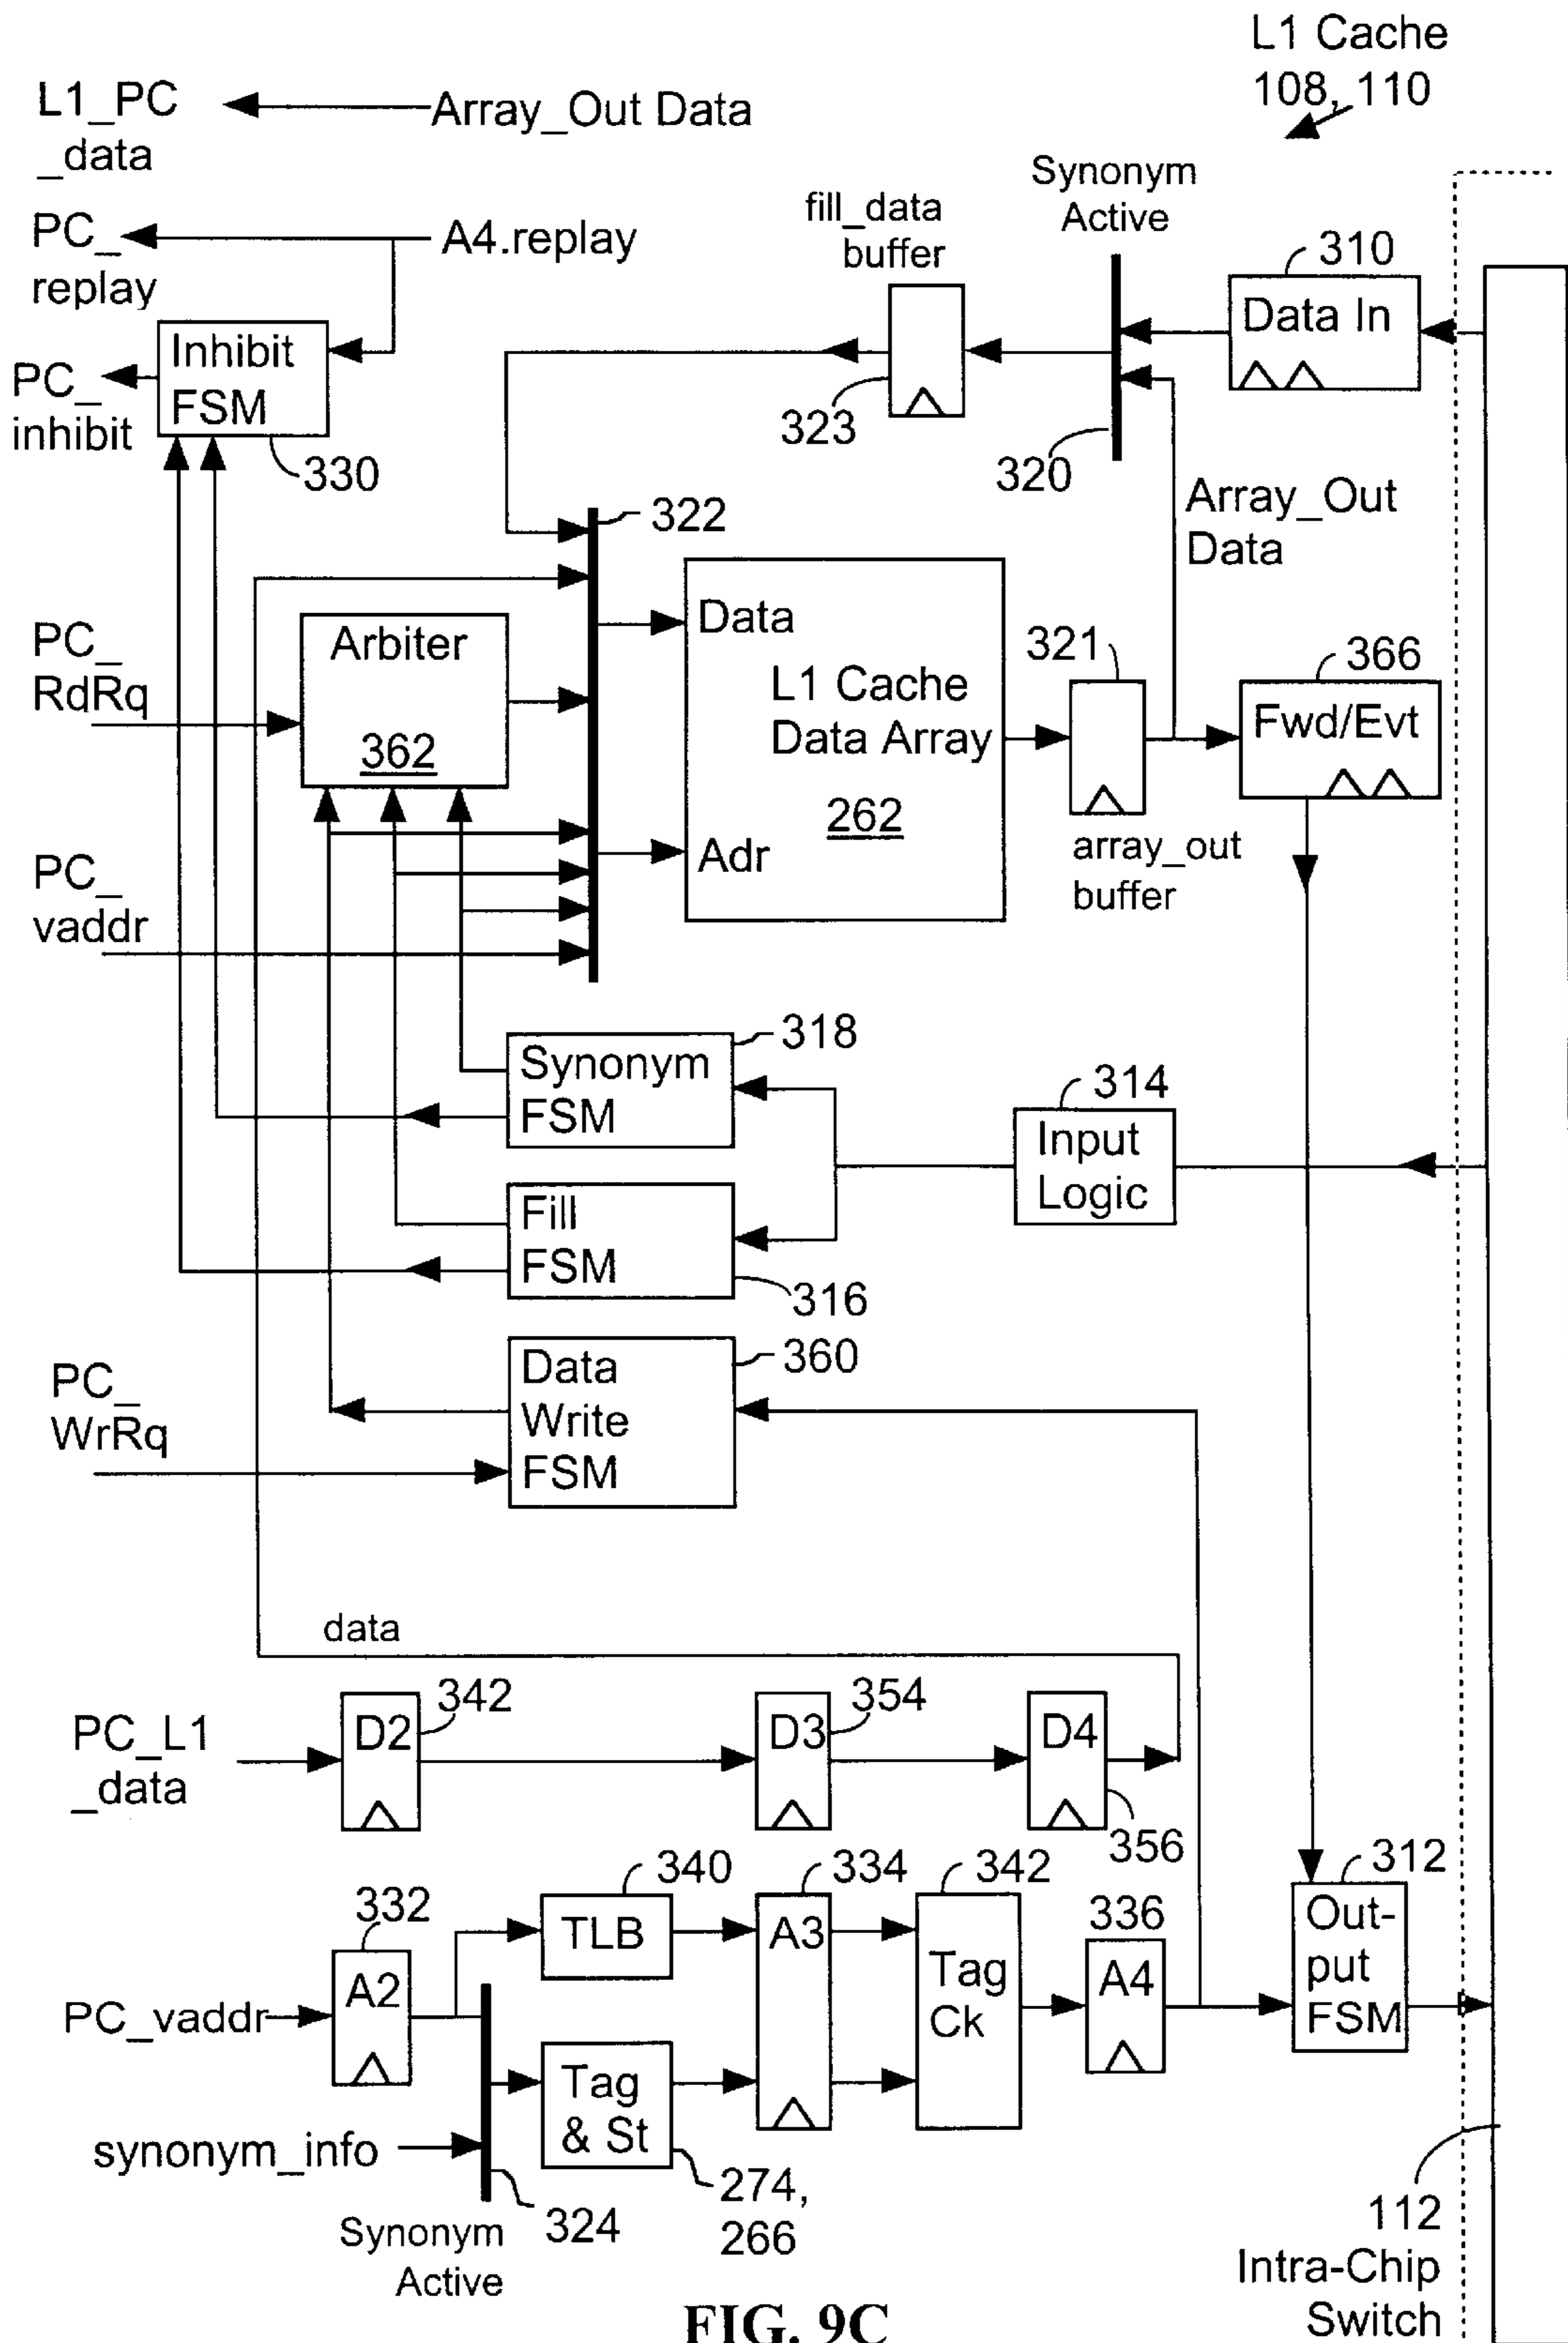 L1 Cache
108, 110
L1_PC
_data
Array_Out Data
Synonym
Active
fill_data
buffer
PC_
replay
A4.replay
310
Data In
Inhibit
FSM
PC_
inhibit
323
320
330
Array_Out
Data
322
Data
L1 Cache
Data Array
262
Adr
PC_
RdRq
Arbiter
362
321
366
Fwd/Evt
array_out
buffer
PC_
vaddr
318
Synonym
FSM
314
Input
Logic
Fill
FSM
316
360
Data
Write
FSM
PC_
WrRq
data
342
D2
354
D3
D4
356
PC_L1
_data
340
334
342
312
332
336
TLB
A3
Tag
Ck
A4
Out-
put
FSM
A2
PC_vaddr
Tag
& St
synonym_info
274,
266
324
Synonym
Active
112
Intra-Chip
Switch
FIG. 9C